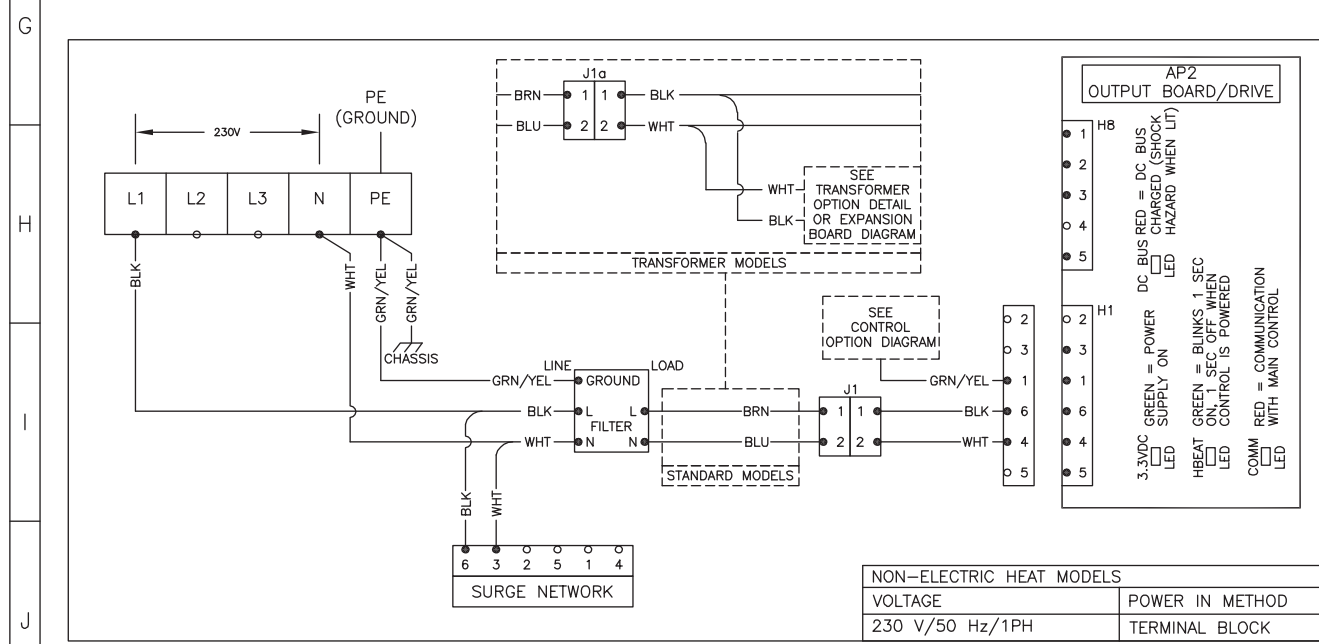 G
H
I
J
PE
(GROUND)
230V
L1
L2
L3
N
PE
BLK
WHT
GRN/YEL
GRN/YEL
CHASSIS
J1a
BRN
1
1
BLK
BLU
2
2
WHT
WHT
BLK
SEE
TRANSFORMER
OPTION DETAIL
OR EXPANSION
BOARD DIAGRAM
TRANSFORMER MODELS
SEE
CONTROL
OPTION DIAGRAM
LINE
LOAD
GRN/YEL
GROUND
BLK
L
L
FILTER
WHT
N
N
BRN
BLU
STANDARD MODELS
J1
1
1
2
2
GRN/YEL
BLK
WHT
2
3
1
6
4
5
BLK
WHT
6
3
2
5
1
4
SURGE NETWORK
AP2
OUTPUT BOARD/DRIVE
H8
1
2
3
4
5
H1
2
3
1
6
4
5
DC BUS
LED
RED = DC BUS
CHARGED (SHOCK
HAZARD WHEN LIT)
3.3VDC
LED
GREEN = POWER
SUPPLY ON
HBEAT
LED
GREEN = BLINKS 1 SEC
ON, 1 SEC OFF WHEN
CONTROL IS POWERED
COMM
LED
RED = COMMUNICATION
WITH MAIN CONTROL
NON-ELECTRIC HEAT MODELS
VOLTAGE
POWER IN METHOD
230 V/50 Hz/1PH
TERMINAL BLOCK